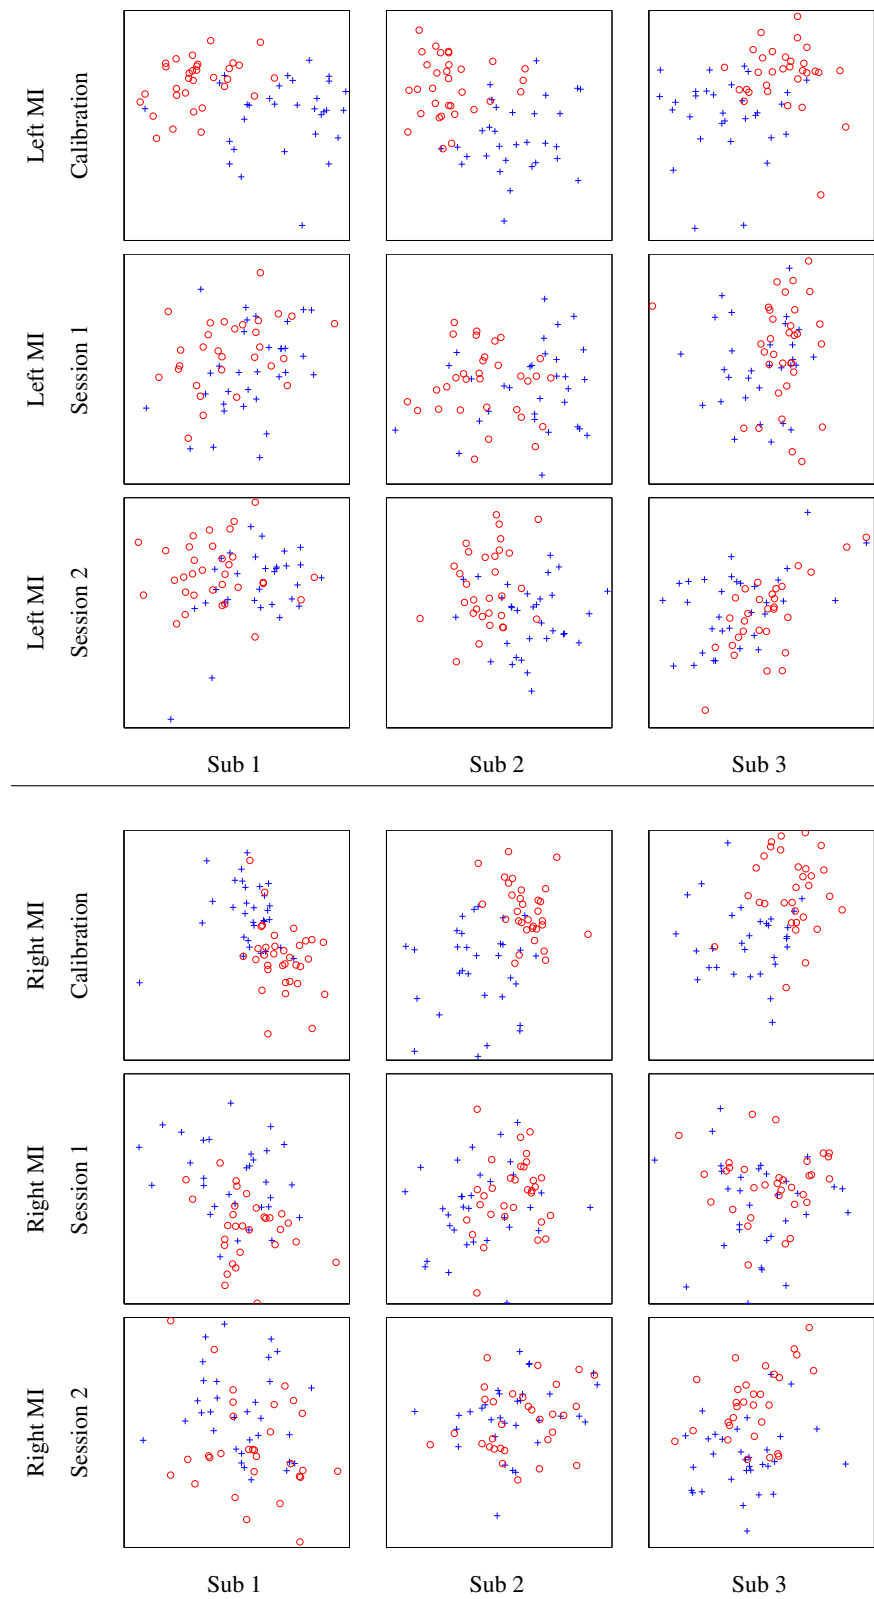 Left MI
Calibration
Left MI
Session 1
Left MI
Session 2
Sub 1 Sub 2 Sub 3
Right MI
Calibration
Right MI
Session 1
Right MI
Session 2
Sub 1 Sub 2 Sub 3